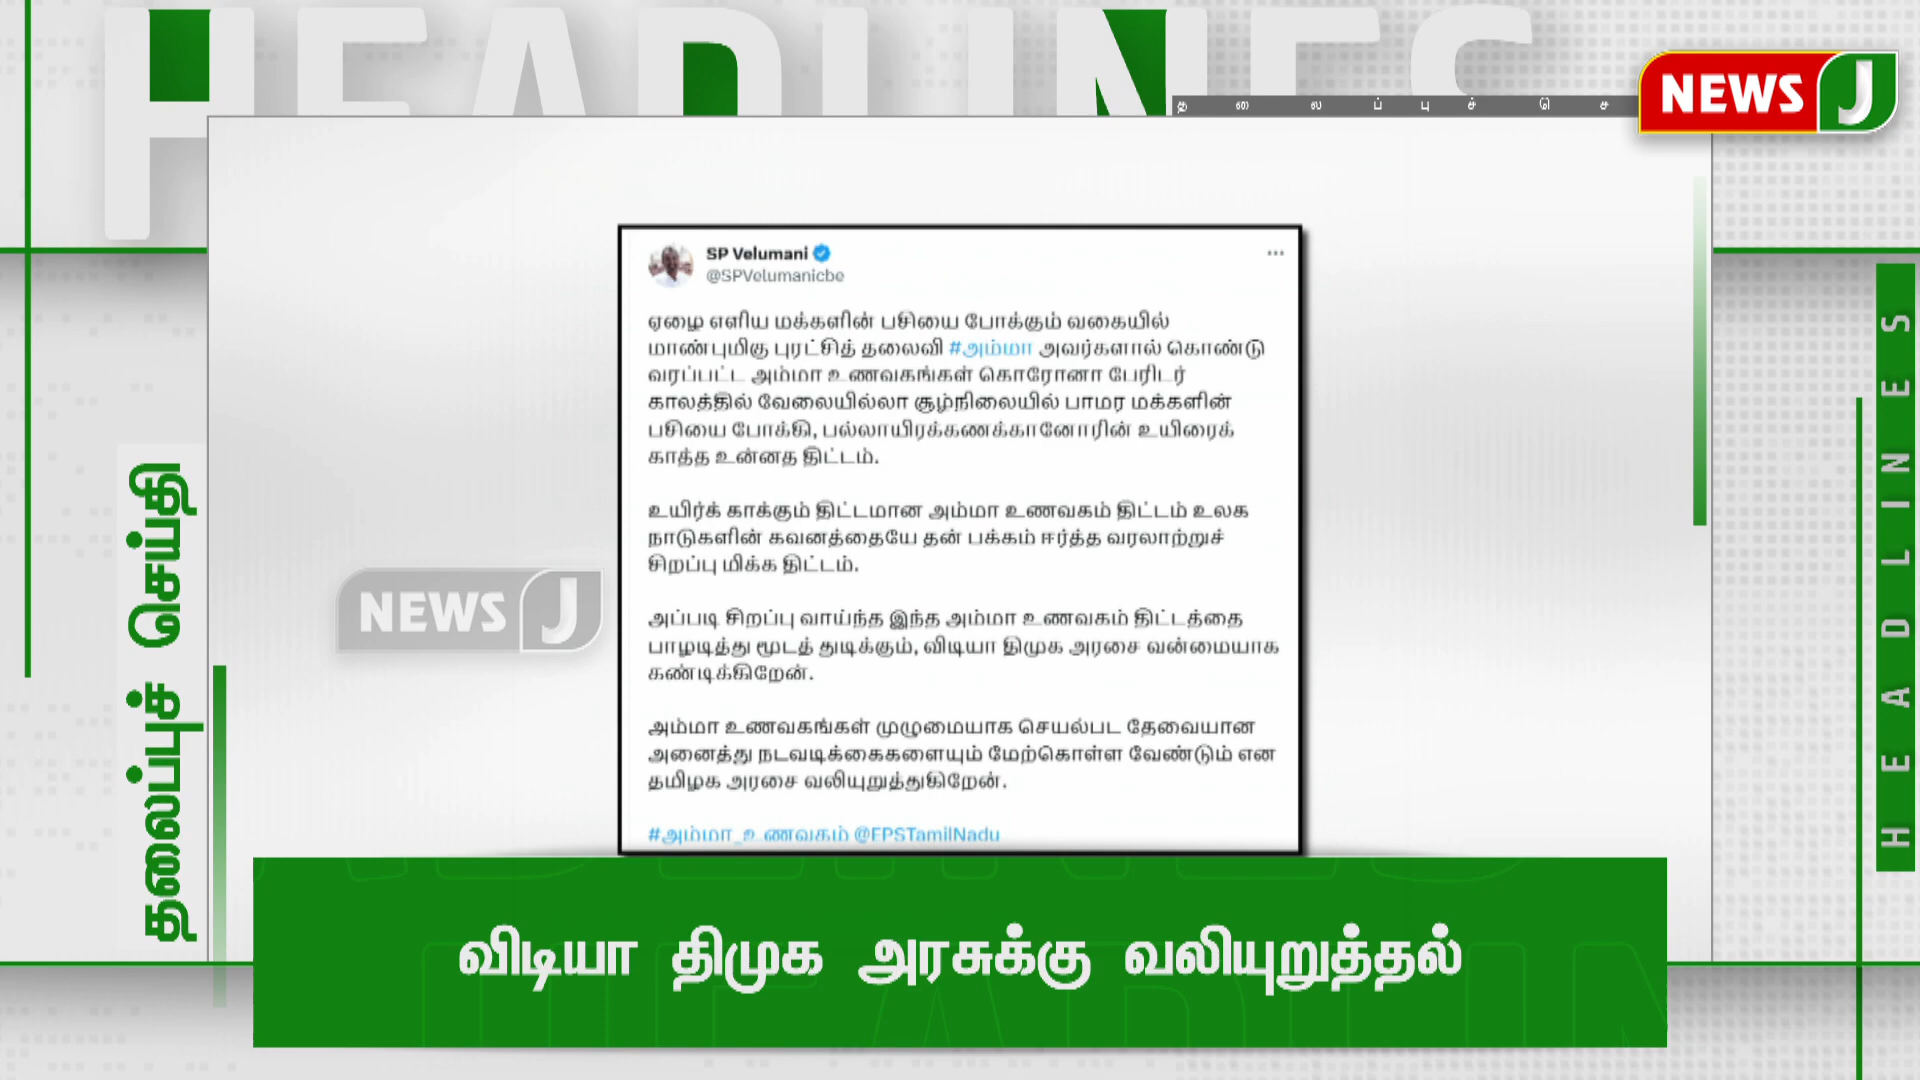 HEADLINES
த லை ப் பு ச் செ
NEWS J
SP Velumani
@SPVelumanicbe
ஏழை எளிய மக்களின் பசியை போக்கும் வகையில்
மாண்புமிகு புரட்சித் தலைவி #அம்மா அவர்களால் கொண்டு
வரப்பட்ட அம்மா உணவகங்கள் கொரோனா பேரிடர்
காலத்தில் வேலையில்லா சூழ்நிலையில் பாமர மக்களின்
பசியை போக்கி, பல்லாயிரக்கணக்கானோரின் உயிரைக்
காத்த உன்னத திட்டம்.
உயிர்க் காக்கும் திட்டமான அம்மா உணவகம் திட்டம் உலக
நாடுகளின் கவனத்தையே தன் பக்கம் ஈர்த்த வரலாற்றுச்
சிறப்பு மிக்க திட்டம்.
அப்படி சிறப்பு வாய்ந்த இந்த அம்மா உணவகம் திட்டத்தை
பாழடித்து மூடத் துடிக்கும், விடியா திமுக அரசை வன்மையாக
கண்டிக்கிறேன்.
அம்மா உணவகங்கள் முழுமையாக செயல்பட தேவையான
அனைத்து நடவடிக்கைகளையும் மேற்கொள்ள வேண்டும் என
தமிழக அரசை வலியுறுத்துகிறேன்.
#அம்மா_உணவகம் @EPSTamilNadu
NEWS J
தலைப்புச் செய்தி
HEADLINES
விடியா திமுக அரசுக்கு வலியுறுத்தல்